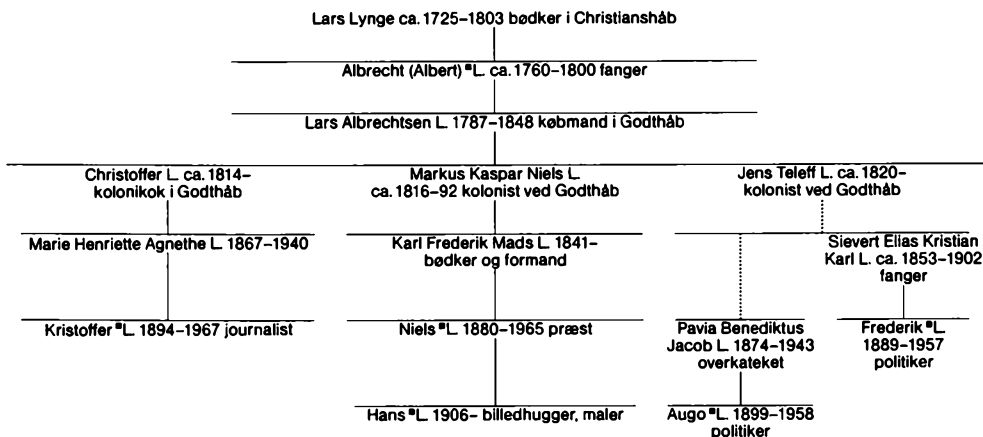 Lars Lynge ca. 1725–1803 bødker i Christianshåb
Albrecht (Albert) *L. ca. 1760–1800 fanger
Lars Albrechtsen L. 1787–1848 købmand i Godthåb
Christoffer L. ca. 1814–
kolonikok i Godthåb
Markus Kaspar Niels L.
ca. 1816–92 kolonist ved Godthåb
Jens Teleff L. ca. 1820–
kolonist ved Godthåb
Marie Henriette Agnethe L. 1867–1940
Karl Frederik Mads L. 1841–
bødker og formand
Sievert Elias Kristian
Karl L. ca. 1853–1902
fanger
Kristoffer *L. 1894–1967 journalist
Niels *L. 1880–1965 præst
Pavia Benediktus
Jacob L. 1874–1943
overkateket
Frederik *L.
1889–1957
politiker
Hans *L. 1906– billedhugger, maler
Augo *L. 1899–1958
politiker